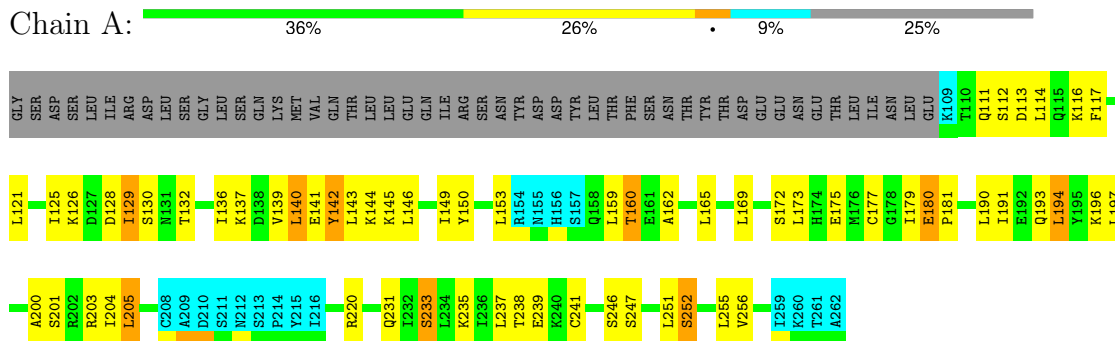 Chain A:
36% 26% • 9% 25%
GLY SER ASP LYS SER LEU ILE ARG ASP LEU SER GLY LEU SER GLN LYS MET VAL GLN THR LEU LEU GLU GLN ILE ARG SER ASN TYR ASP ASP TYR LEU THR PHE SER ASN THR TYR THR ASP GLU GLU ASN GLU THR LEU ILE ASN LEU GLU K109 T110 Q111 S112 D113 L114 Q115 K116 F117
L121 I125 K126 D127 D128 I129 S130 N131 T132 I136 K137 D138 V139 L140 E141 Y142 L143 K144 K145 L146 I149 Y150 L153 R154 N155 H156 S157 Q158 L159 T160 E161 A162 L165 L169 S172 L173 H174 E175 M176 C177 G178 I179 E180 P181 L190 I191 E192 Q193 L194 Y195 K196 L197
A200 S201 R202 R203 I204 L205 C208 A209 D210 S211 N212 S213 P214 Y215 I216 R220 Q231 I232 S233 L234 K235 I236 L237 T238 E239 K240 C241 S246 S247 L251 S252 L255 V256 I259 K260 T261 A262